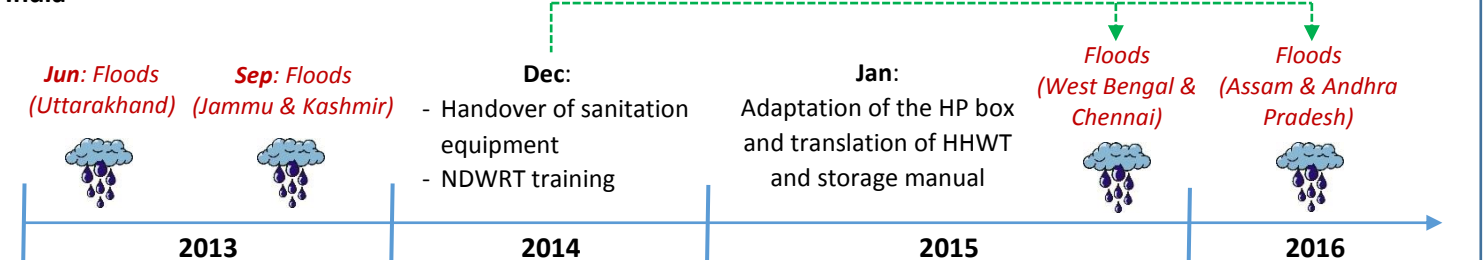 India
Jun: Floods
(Uttarakhand)
Sep: Floods
(Jammu & Kashmir)
Dec:
- Handover of sanitation
equipment
- NDWRT training
Jan:
Adaptation of the HP box
and translation of HHWT
and storage manual
Floods
(West Bengal &
Chennai)
Floods
(Assam & Andhra
Pradesh)
2013
2014
2015
2016